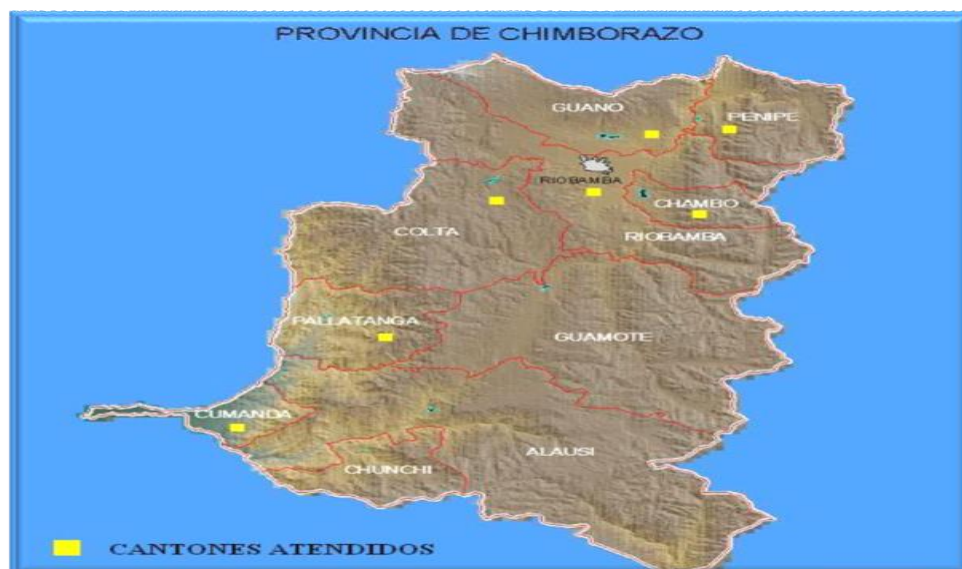 PROVINCIA DE CHIMBORAZO
GUANO
PENIPE
RIOBAMBA
CHAMBO
COLTA
RIOBAMBA
PALLATANGA
GUAMOTE
CUMANDA
ALAUSI
CHUNCHI
CANTONES ATENDIDOS